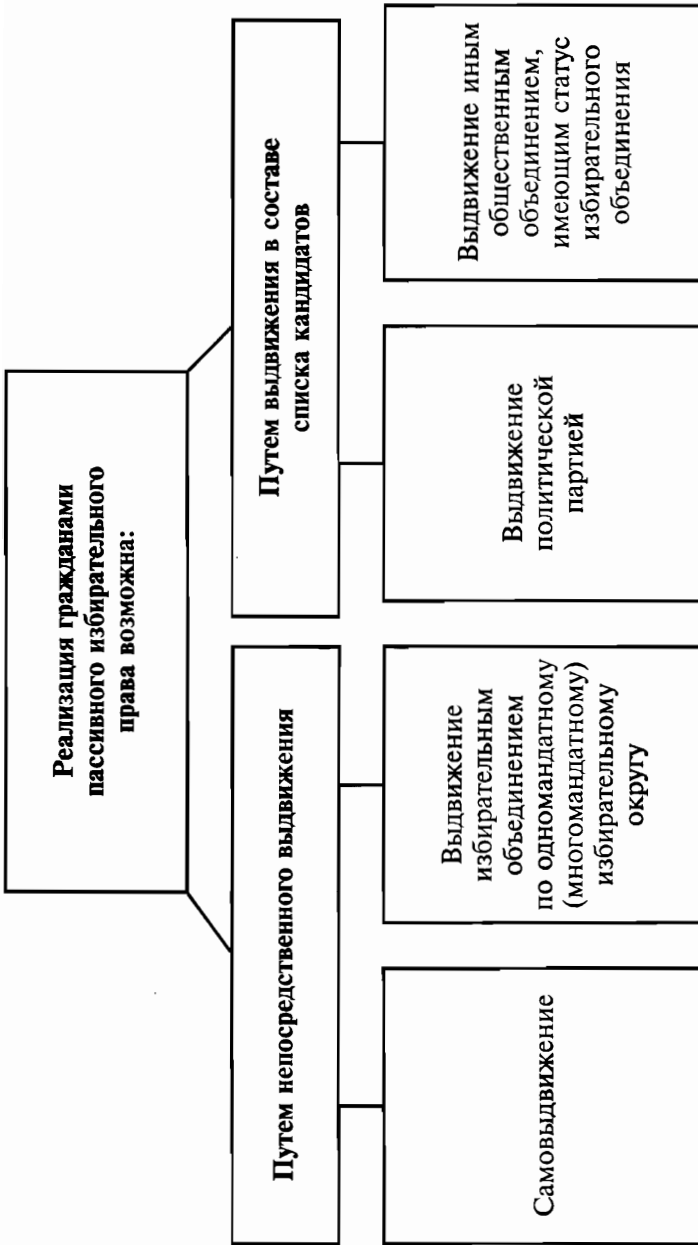 Реализация гражданами
пассивного избирательного
права возможна:
Путем непосредственного выдвижения
Путем выдвижения в составе
списка кандидатов
Самовыдвижение
Выдвижение
избирательным
объединением
по одномандатному
(многомандатному)
избирательному
округу
Выдвижение
политической
партией
Выдвижение иным
общественным
объединением,
имеющим статус
избирательного
объединения